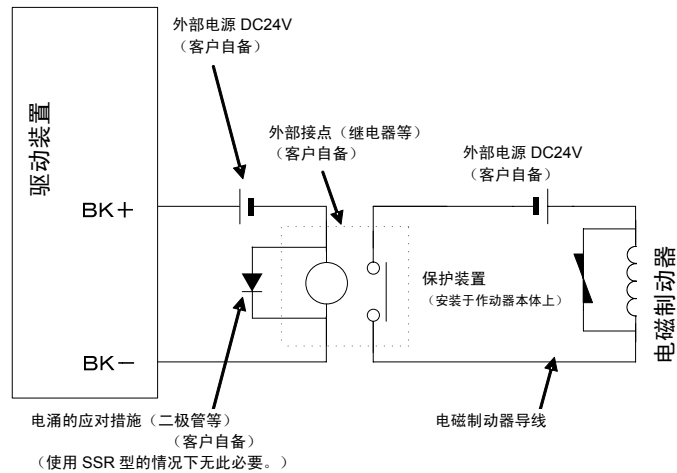 外部电源 DC24V
（客户自备）
驱动装置
外部接点（继电器等）
（客户自备）
外部电源 DC24V
（客户自备）
BK＋
保护装置
（安装于作动器本体上）
电磁制动器
BK－
电涌的应对措施（二极管等）
（客户自备）
（使用 SSR 型的情况下无此必要。）
电磁制动器导线